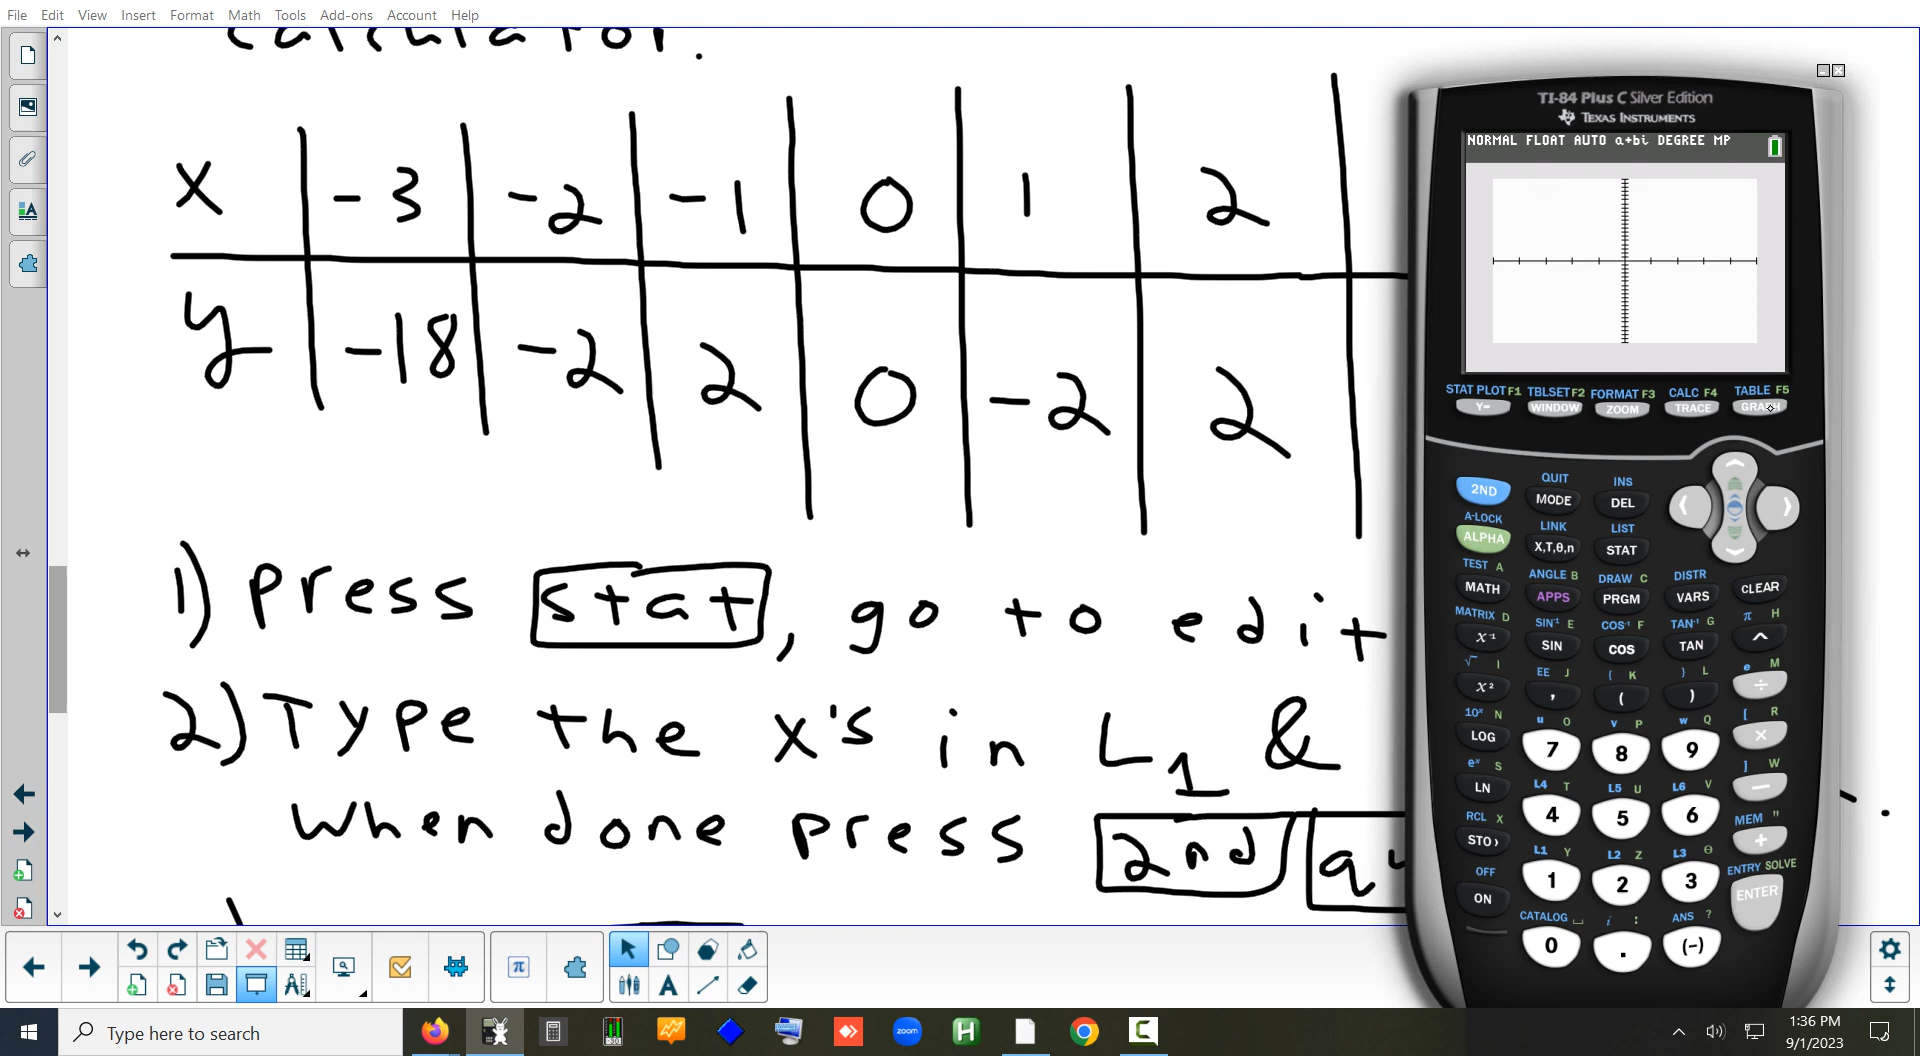 File Edit View Insert Format Math Tools Add-ons Account Help
calculator.
x -3 -2 -1 0 1 2
y -18 -2 2 0 -2 2
1) press stat, go to edit
2) Type the x's in L1 &
when done press 2nd
TI-84 Plus C Silver Edition
TEXAS INSTRUMENTS
NORMAL FLOAT AUTO a+bi DEGREE MP
STAT PLOT F1 TBLSET F2 FORMAT F3 CALC F4 TABLE F5
Y= WINDOW ZOOM TRACE GRAPH
QUIT INS
2ND MODE DEL
A-LOCK LINK LIST
ALPHA X,T,θ,n STAT
TEST A ANGLE B DRAW C DISTR
MATH APPS PRGM VARS CLEAR
MATRIX D SIN⁻¹ E COS⁻¹ F TAN⁻¹ G π H
X⁻¹ SIN COS TAN ^
√ I EE J { K } L e M
X² , ( ) ÷
10ˣ N u O v P w Q [ R
LOG 7 8 9 ×
eˣ S L4 T L5 U L6 V ] W
LN 4 5 6 −
RCL X L1 Y L2 Z L3 θ MEM "
STO› 1 2 3 +
OFF ENTRY SOLVE
ON ENTER
CATALOG i : ANS ?
0 . (-)
π A
Type here to search
zoom H C
1:36 PM
9/1/2023